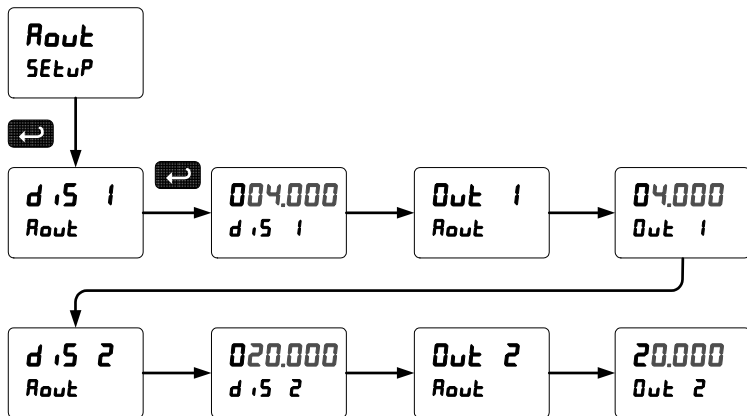 Aout
SEtuP
diS 1
Aout
004.000
diS 1
Out 1
Aout
04.000
Out 1
diS 2
Aout
020.000
diS 2
Out 2
Aout
20.000
Out 2